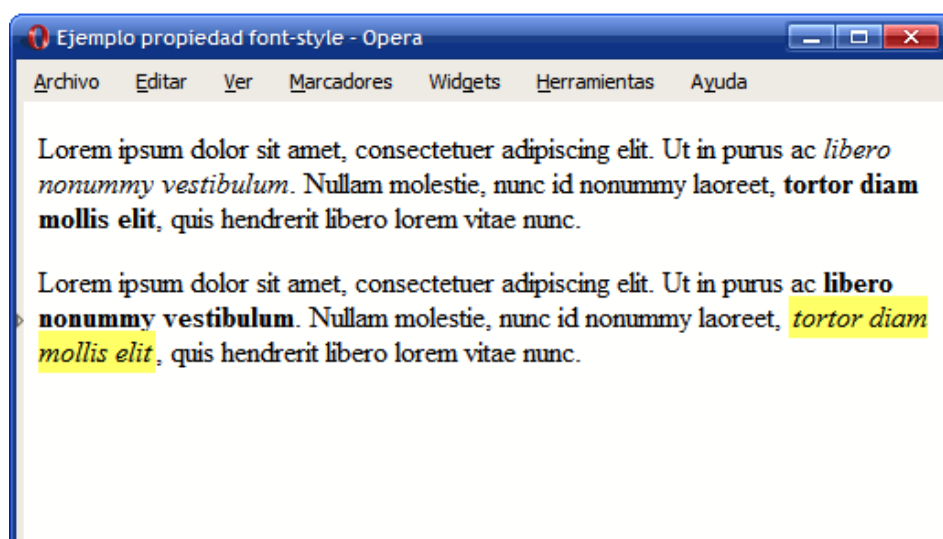 Ejemplo propiedad font-style - Opera
Archivo Editar Ver Marcadores Widgets Herramientas Ayuda
Lorem ipsum dolor sit amet, consectetuer adipiscing elit. Ut in purus ac libero
nonummy vestibulum. Nullam molestie, nunc id nonummy laoreet, tortor diam
mollis elit, quis hendrerit libero lorem vitae nunc.
Lorem ipsum dolor sit amet, consectetuer adipiscing elit. Ut in purus ac libero
nonummy vestibulum. Nullam molestie, nunc id nonummy laoreet, tortor diam
mollis elit, quis hendrerit libero lorem vitae nunc.